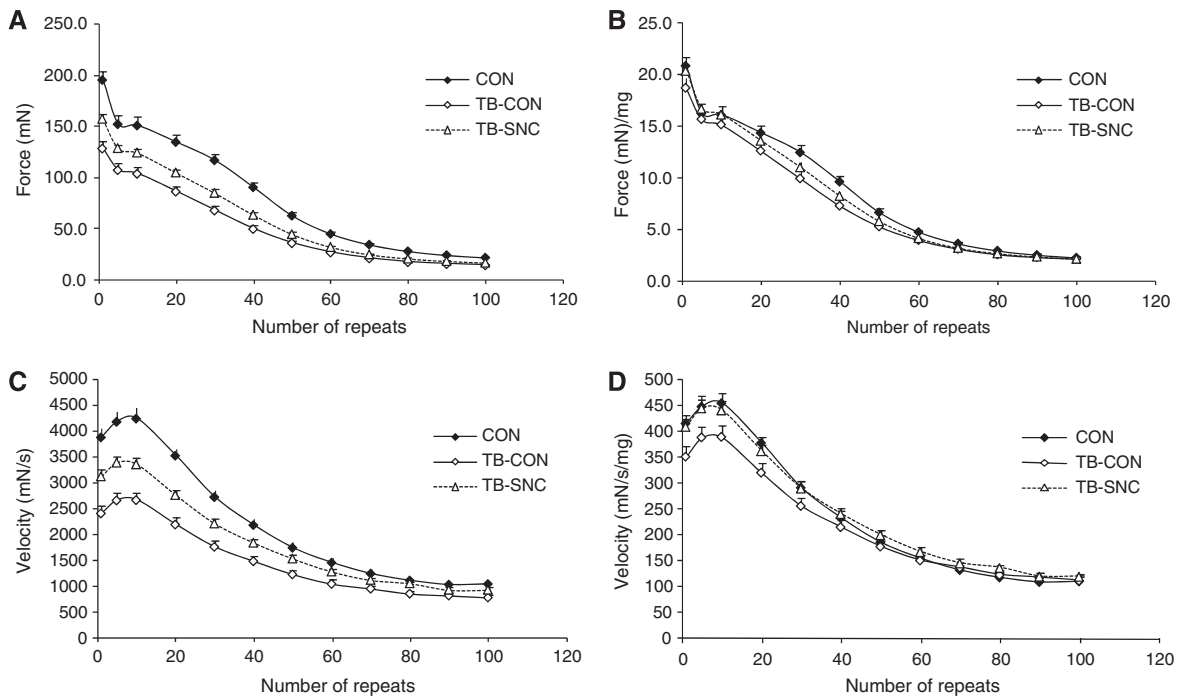 A
Force (mN)
250.0
200.0
150.0
100.0
50.0
0.0
0 20 40 60 80 100 120
Number of repeats
CON
TB-CON
TB-SNC
B
Force (mN)/mg
25.0
20.0
15.0
10.0
5.0
0.0
0 20 40 60 80 100 120
Number of repeats
CON
TB-CON
TB-SNC
C
Velocity (mN/s)
5000
4500
4000
3500
3000
2500
2000
1500
1000
500
0
0 20 40 60 80 100 120
Number of repeats
CON
TB-CON
TB-SNC
D
Velocity (mN/s/mg)
500
450
400
350
300
250
200
150
100
50
0
0 20 40 60 80 100 120
Number of repeats
CON
TB-CON
TB-SNC